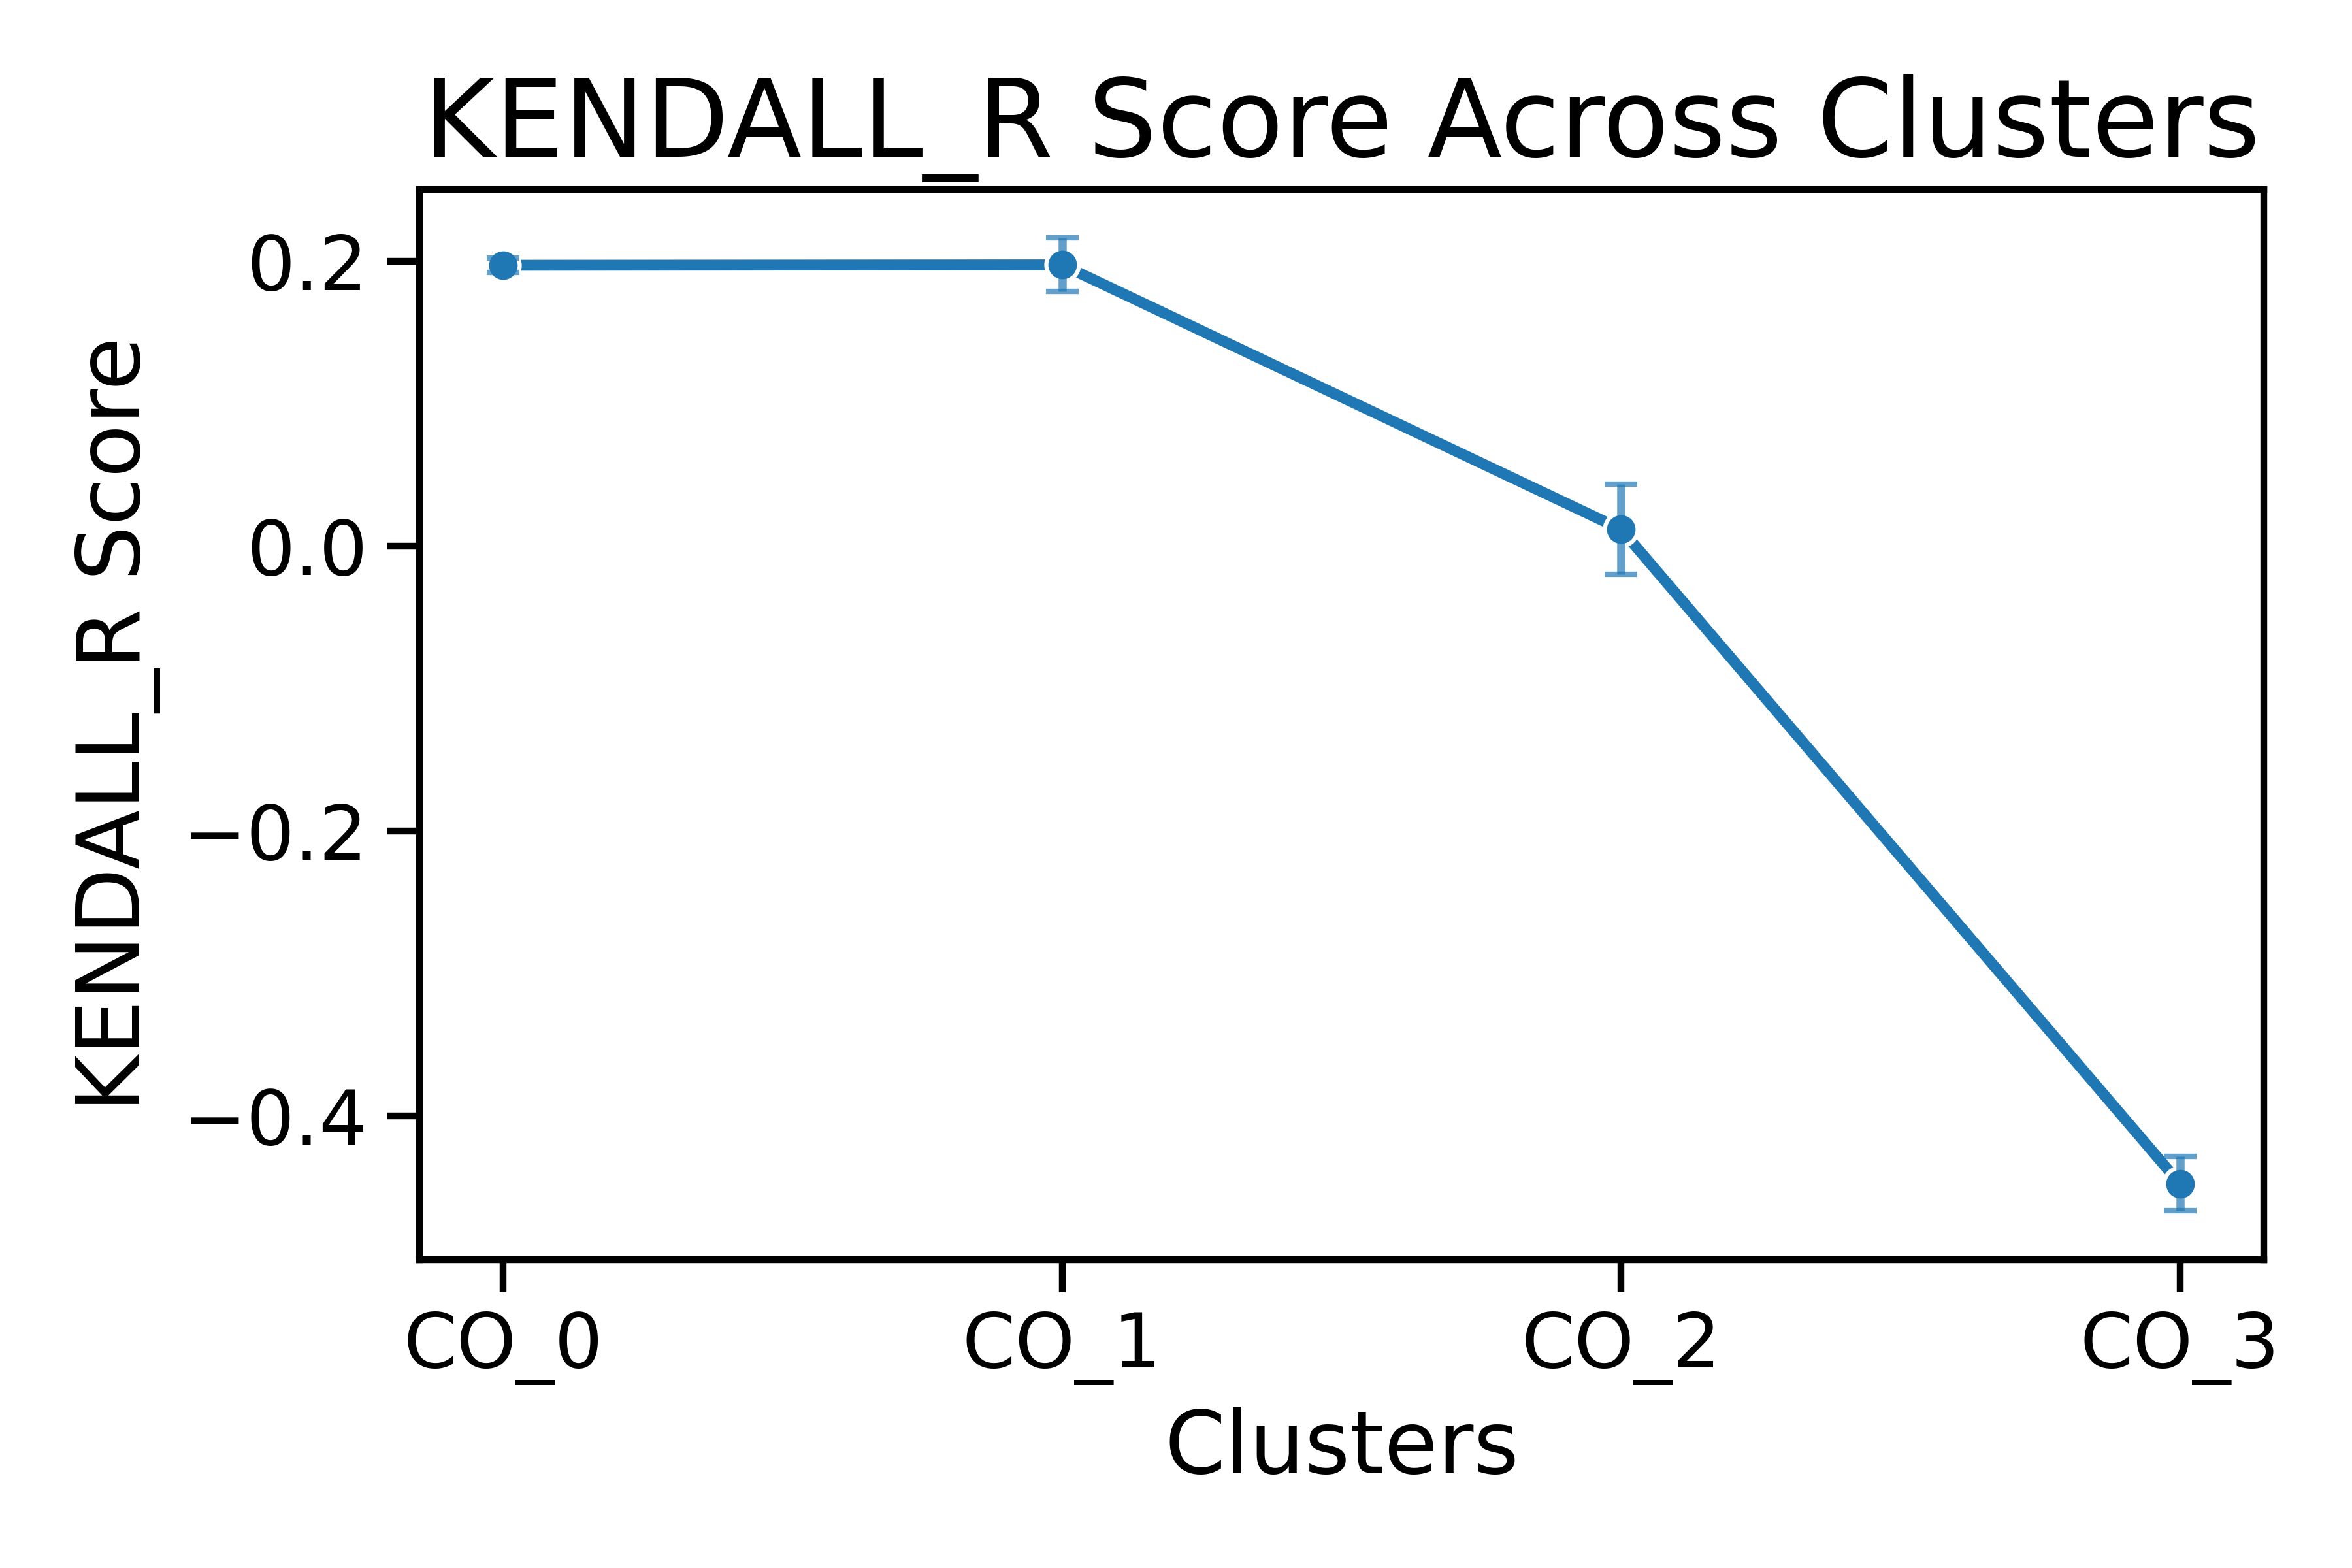 KENDALL_R Score Across Clusters
KENDALL_R Score
0.2
0.0
−0.2
−0.4
CO_0
CO_1
CO_2
CO_3
Clusters